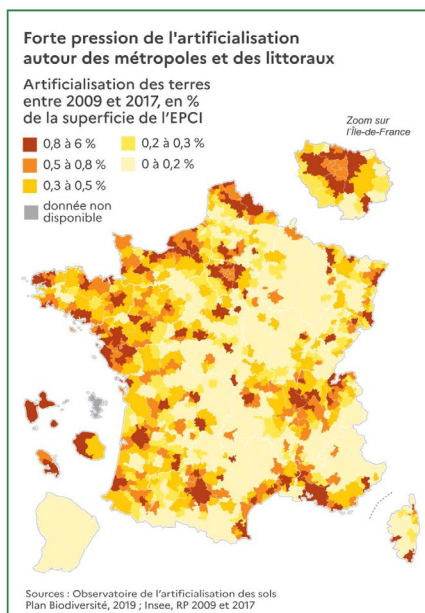 Forte pression de l'artificialisation
autour des métropoles et des littoraux
Artificialisation des terres
entre 2009 et 2017, en %
de la superficie de l'EPCI
0,8 à 6 %
0,2 à 0,3 %
0,5 à 0,8 %
0 à 0,2 %
0,3 à 0,5 %
donnée non
disponible
Zoom sur
l'Île-de-France
Sources : Observatoire de l'artificialisation des sols
Plan Biodiversité, 2019 ; Insee, RP 2009 et 2017